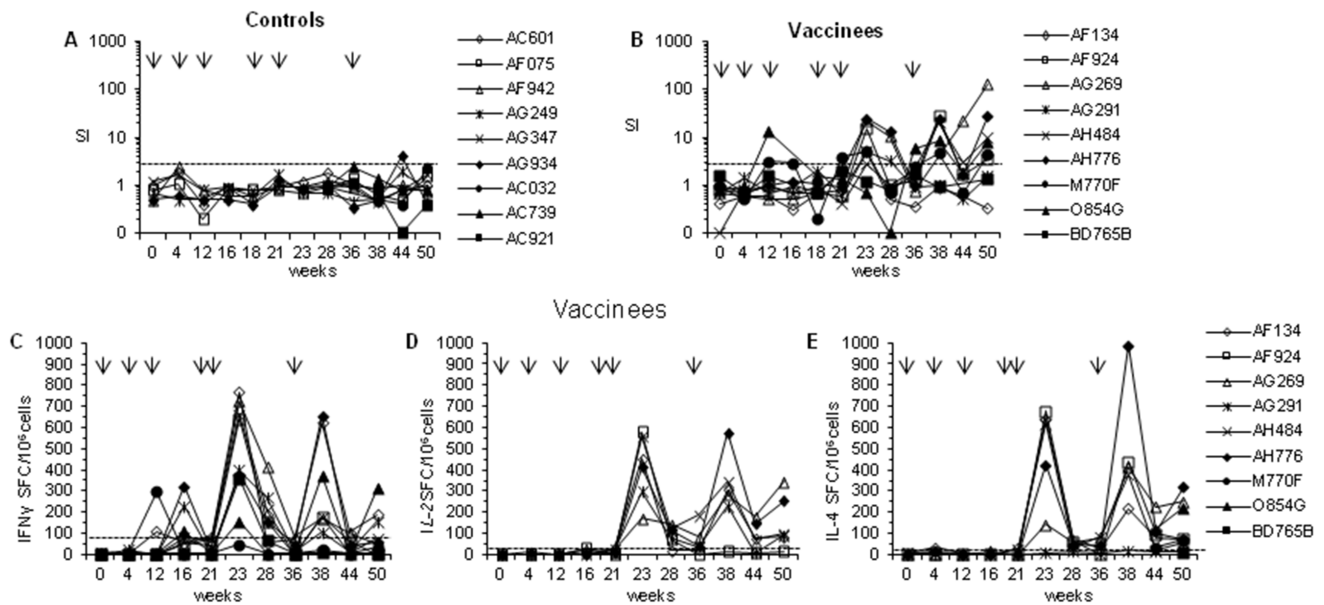 Controls
A
1000
100
10
1
0
SI
0 4 12 16 18 21 23 28 36 38 44 50
weeks
AC601
AF075
AF942
AG249
AG347
AG934
AC032
AC739
AC921
Vaccinees
B
1000
100
10
1
0
SI
0 4 12 16 18 21 23 28 36 38 44 50
weeks
AF134
AF924
AG269
AG291
AH484
AH776
M770F
O854G
BD765B
Vaccinees
C
1000
900
800
700
600
500
400
300
200
100
0
IFNγ SFC/10⁶cells
0 4 12 16 21 23 28 36 38 44 50
weeks
D
1000
900
800
700
600
500
400
300
200
100
0
IL-2SFC/10⁶cells
0 4 12 16 21 23 28 36 38 44 50
weeks
E
1000
900
800
700
600
500
400
300
200
100
0
IL-4 SFC/10⁶cells
0 4 12 16 21 23 28 36 38 44 50
weeks
AF134
AF924
AG269
AG291
AH484
AH776
M770F
O854G
BD765B